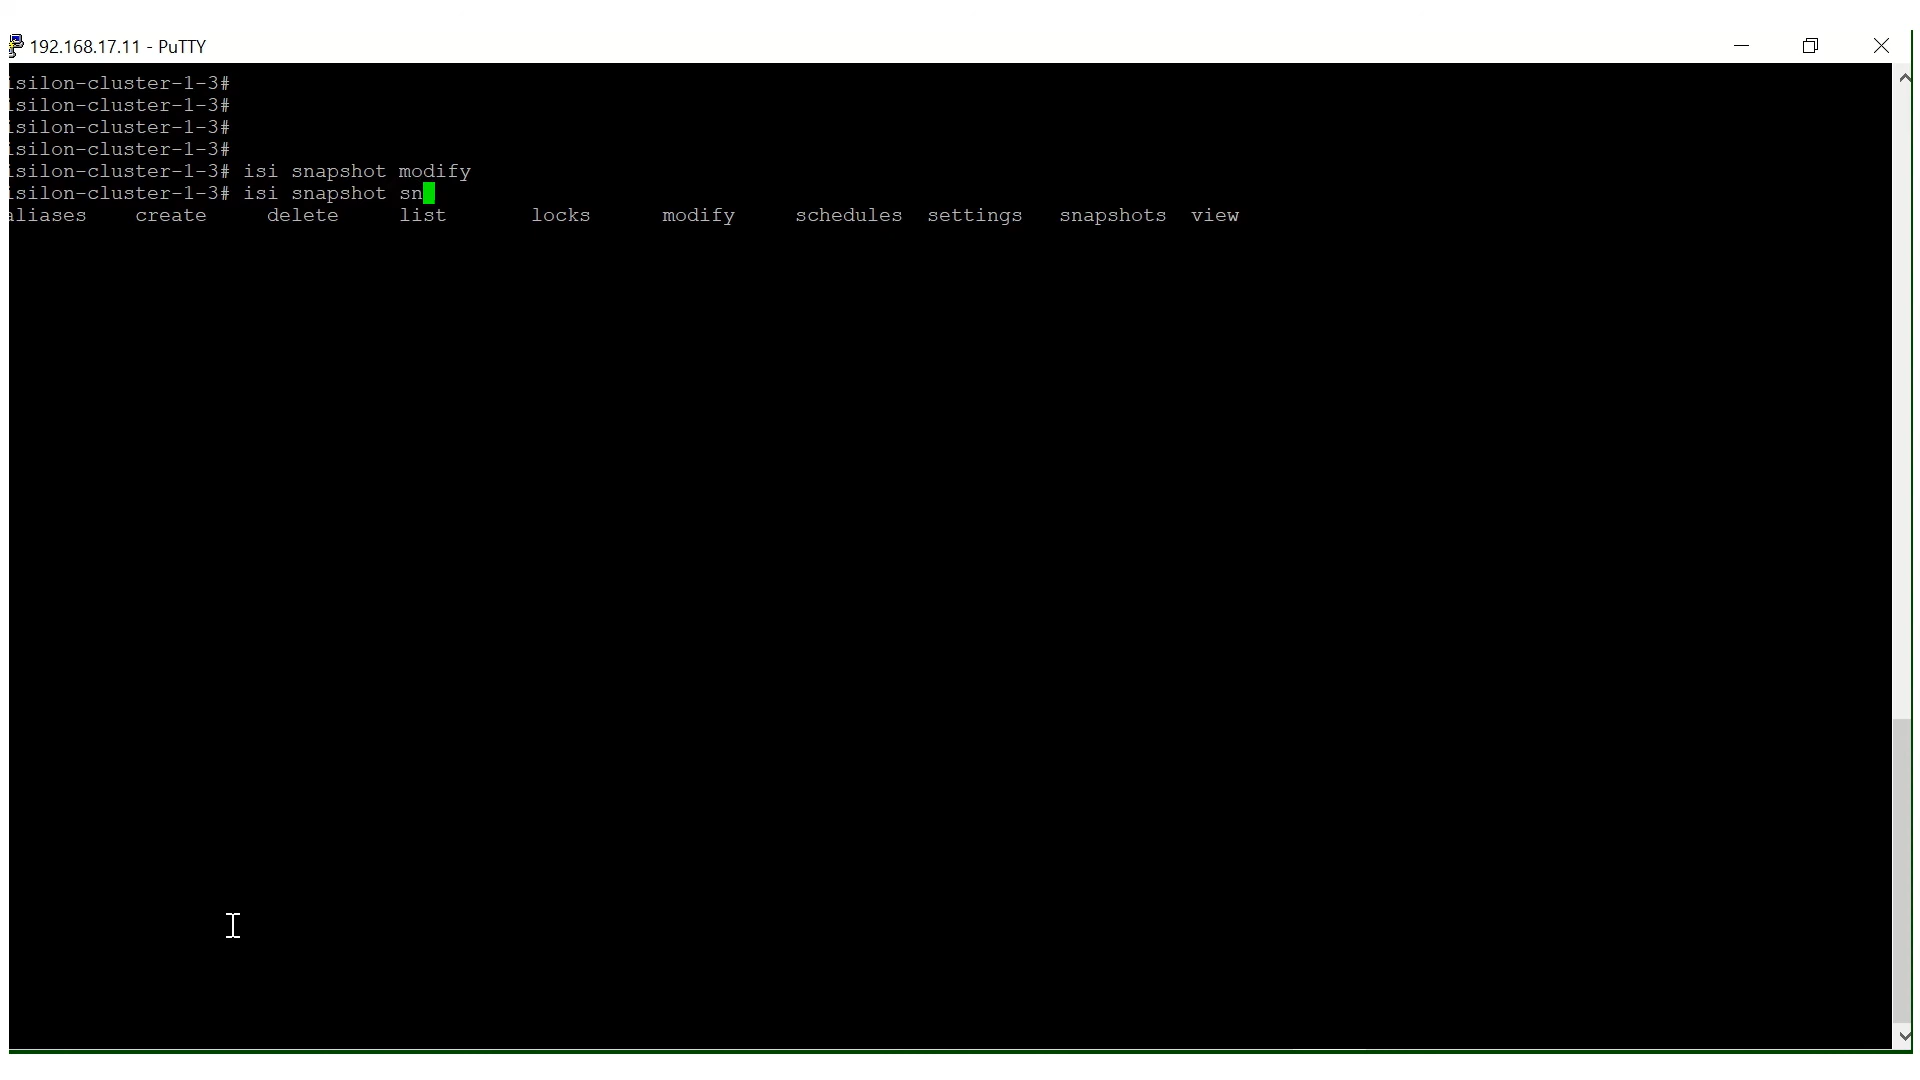 192.168.17.11 - PuTTY
isilon-cluster-1-3#
isilon-cluster-1-3#
isilon-cluster-1-3#
isilon-cluster-1-3#
isilon-cluster-1-3# isi snapshot modify
isilon-cluster-1-3# isi snapshot sn
aliases create delete list locks modify schedules settings snapshots view